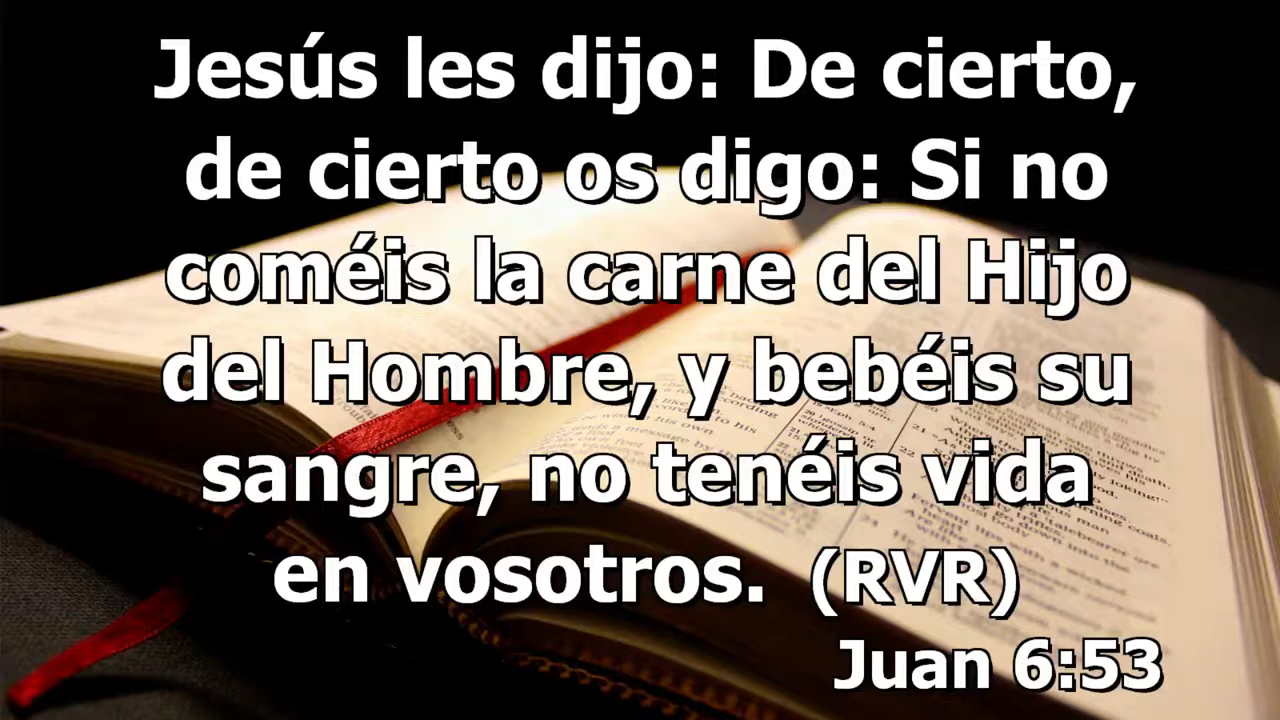 Jesús les dijo: De cierto,
de cierto os digo: Si no
coméis la carne del Hijo
del Hombre, y bebéis su
sangre, no tenéis vida
en vosotros. (RVR)
Juan 6:53